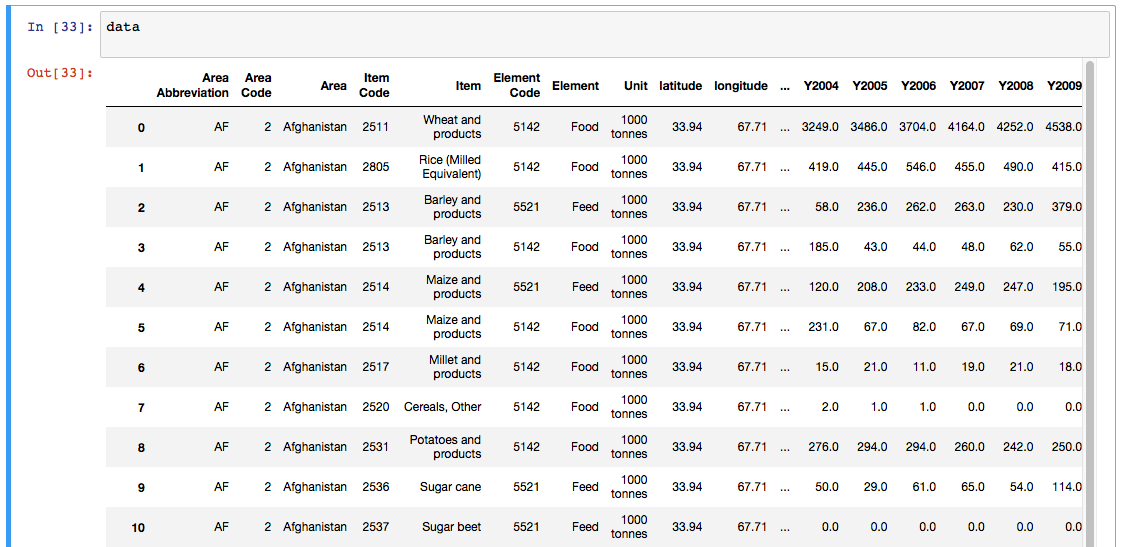 In [33]: data
Out[33]:
Area Abbreviation Area Code Area Item Code Item Element Code Element Unit latitude longitude ... Y2004 Y2005 Y2006 Y2007 Y2008 Y2009
0 AF 2 Afghanistan 2511 Wheat and products 5142 Food 1000 tonnes 33.94 67.71 ... 3249.0 3486.0 3704.0 4164.0 4252.0 4538.0
1 AF 2 Afghanistan 2805 Rice (Milled Equivalent) 5142 Food 1000 tonnes 33.94 67.71 ... 419.0 445.0 546.0 455.0 490.0 415.0
2 AF 2 Afghanistan 2513 Barley and products 5521 Feed 1000 tonnes 33.94 67.71 ... 58.0 236.0 262.0 263.0 230.0 379.0
3 AF 2 Afghanistan 2513 Barley and products 5142 Food 1000 tonnes 33.94 67.71 ... 185.0 43.0 44.0 48.0 62.0 55.0
4 AF 2 Afghanistan 2514 Maize and products 5521 Feed 1000 tonnes 33.94 67.71 ... 120.0 208.0 233.0 249.0 247.0 195.0
5 AF 2 Afghanistan 2514 Maize and products 5142 Food 1000 tonnes 33.94 67.71 ... 231.0 67.0 82.0 67.0 69.0 71.0
6 AF 2 Afghanistan 2517 Millet and products 5142 Food 1000 tonnes 33.94 67.71 ... 15.0 21.0 11.0 19.0 21.0 18.0
7 AF 2 Afghanistan 2520 Cereals, Other 5142 Food 1000 tonnes 33.94 67.71 ... 2.0 1.0 1.0 0.0 0.0 0.0
8 AF 2 Afghanistan 2531 Potatoes and products 5142 Food 1000 tonnes 33.94 67.71 ... 276.0 294.0 294.0 260.0 242.0 250.0
9 AF 2 Afghanistan 2536 Sugar cane 5521 Feed 1000 tonnes 33.94 67.71 ... 50.0 29.0 61.0 65.0 54.0 114.0
10 AF 2 Afghanistan 2537 Sugar beet 5521 Feed 1000 tonnes 33.94 67.71 ... 0.0 0.0 0.0 0.0 0.0 0.0